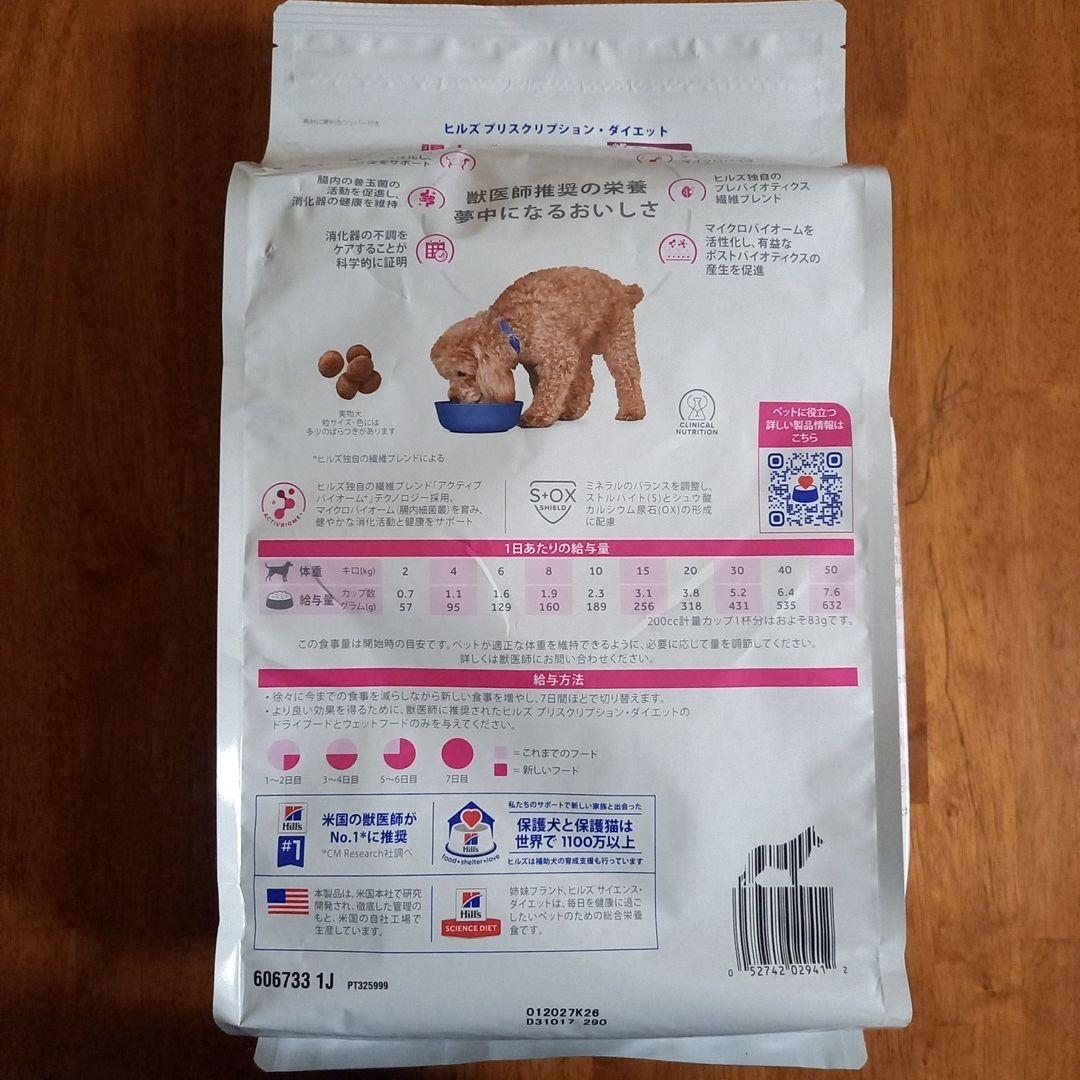 ヒルズ プリスクリプション・ダイエット
をサポート
腸内の善玉菌の
活動を促進し、
消化器の健康を維持
消化器の不調を
ケアすることが
科学的に証明
獣医師推奨の栄養
夢中になるおいしさ
ヒルズ独自の
プレバイオティクス
繊維ブレンド
マイクロバイオームを
活性化し、有益な
ポストバイオティクスの
産生を促進
実物大
粒サイズ・色には
多少のばらつきがあります
CLINICAL
NUTRITION
ペットに役立つ
詳しい製品情報は
こちら
*ヒルズ独自の繊維ブレンドによる
ACTIVBIOME+
ヒルズ独自の繊維ブレンド「アクティブ
バイオーム+」テクノロジー採用。
マイクロバイオーム(腸内細菌叢)を育み、
健やかな消化活動と健康をサポート
S+OX
SHIELD
ミネラルのバランスを調整し、
ストルバイト(S)とシュウ酸
カルシウム尿石(OX)の形成
に配慮
1日あたりの給与量
体重 キロ(kg) 2 4 6 8 10 15 20 30 40 50
給与量 カップ数 0.7 1.1 1.6 1.9 2.3 3.1 3.8 5.2 6.4 7.6
グラム(g) 57 95 129 160 189 256 318 431 535 632
200cc計量カップ1杯分はおよそ83gです。
この食事量は開始時の目安です。ペットが適正な体重を維持できるように、必要に応じて量を調節してください。
詳しくは獣医師にお問い合わせください。
給与方法
・徐々に今までの食事を減らしながら新しい食事を増やし、7日間ほどで切り替えます。
・より良い効果を得るために、獣医師に推奨されたヒルズ プリスクリプション・ダイエットの
ドライフードとウェットフードのみを与えてください。
1〜2日目 3〜4日目 5〜6日目 7日目
= これまでのフード
= 新しいフード
Hill's
#1
米国の獣医師が
No.1*に推奨
*CM Research社調べ
Hill's
food・shelter・love
私たちのサポートで新しい家族と出会った
保護犬と保護猫は
世界で 1100万以上
ヒルズは補助犬の育成支援も行っています
本製品は、米国本社で研究
開発され、徹底した管理の
もと、米国の自社工場で
生産しています。
Hill's
SCIENCE DIET
姉妹ブランド、ヒルズ サイエンス・
ダイエットは、毎日を健康に過ご
したいペットのための総合栄養
食です。
0 52742 02941 2
606733 1J PT325999
012027K26
D31017 290